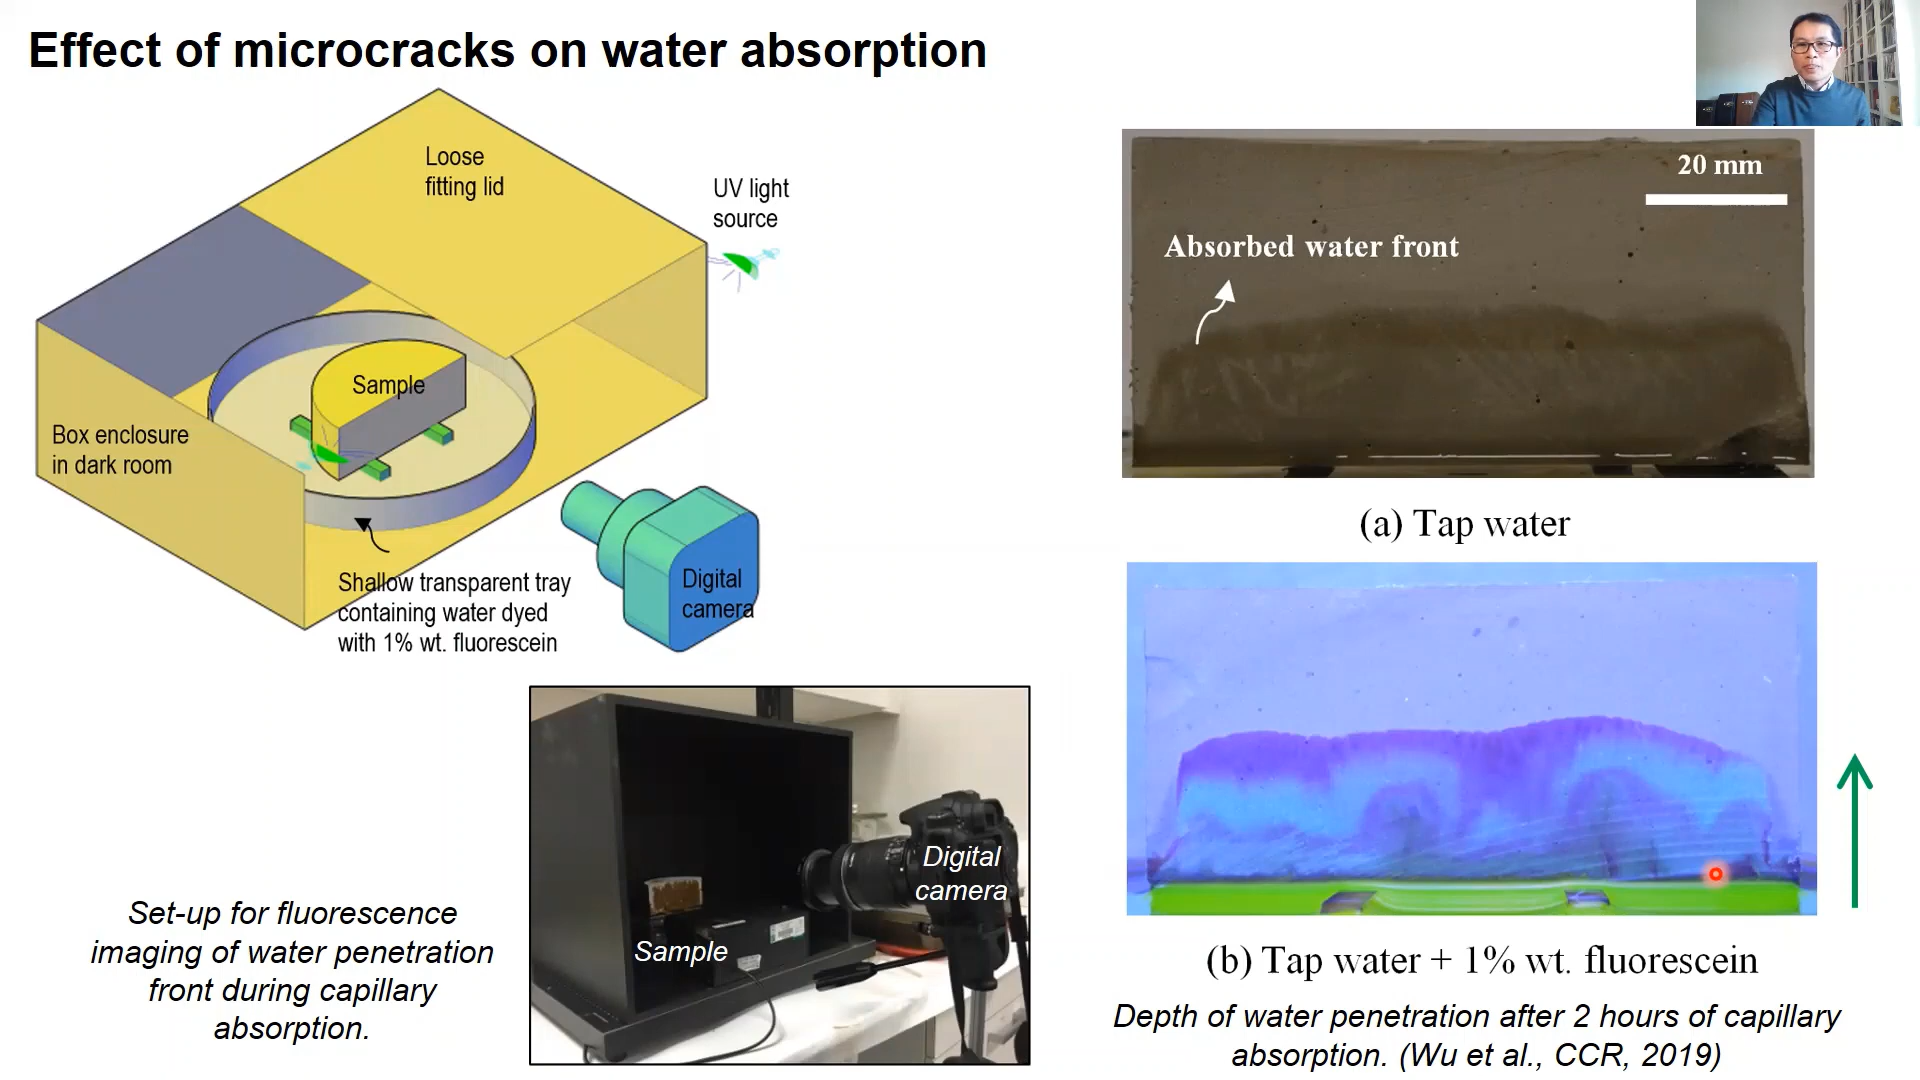 Effect of microcracks on water absorption
Loose
fitting lid
UV light
source
Sample
Box enclosure
in dark room
Shallow transparent tray
containing water dyed
with 1% wt. fluorescein
Digital
camera
Set-up for fluorescence
imaging of water penetration
front during capillary
absorption.
Digital
camera
Sample
20 mm
Absorbed water front
(a) Tap water
(b) Tap water + 1% wt. fluorescein
Depth of water penetration after 2 hours of capillary
absorption. (Wu et al., CCR, 2019)